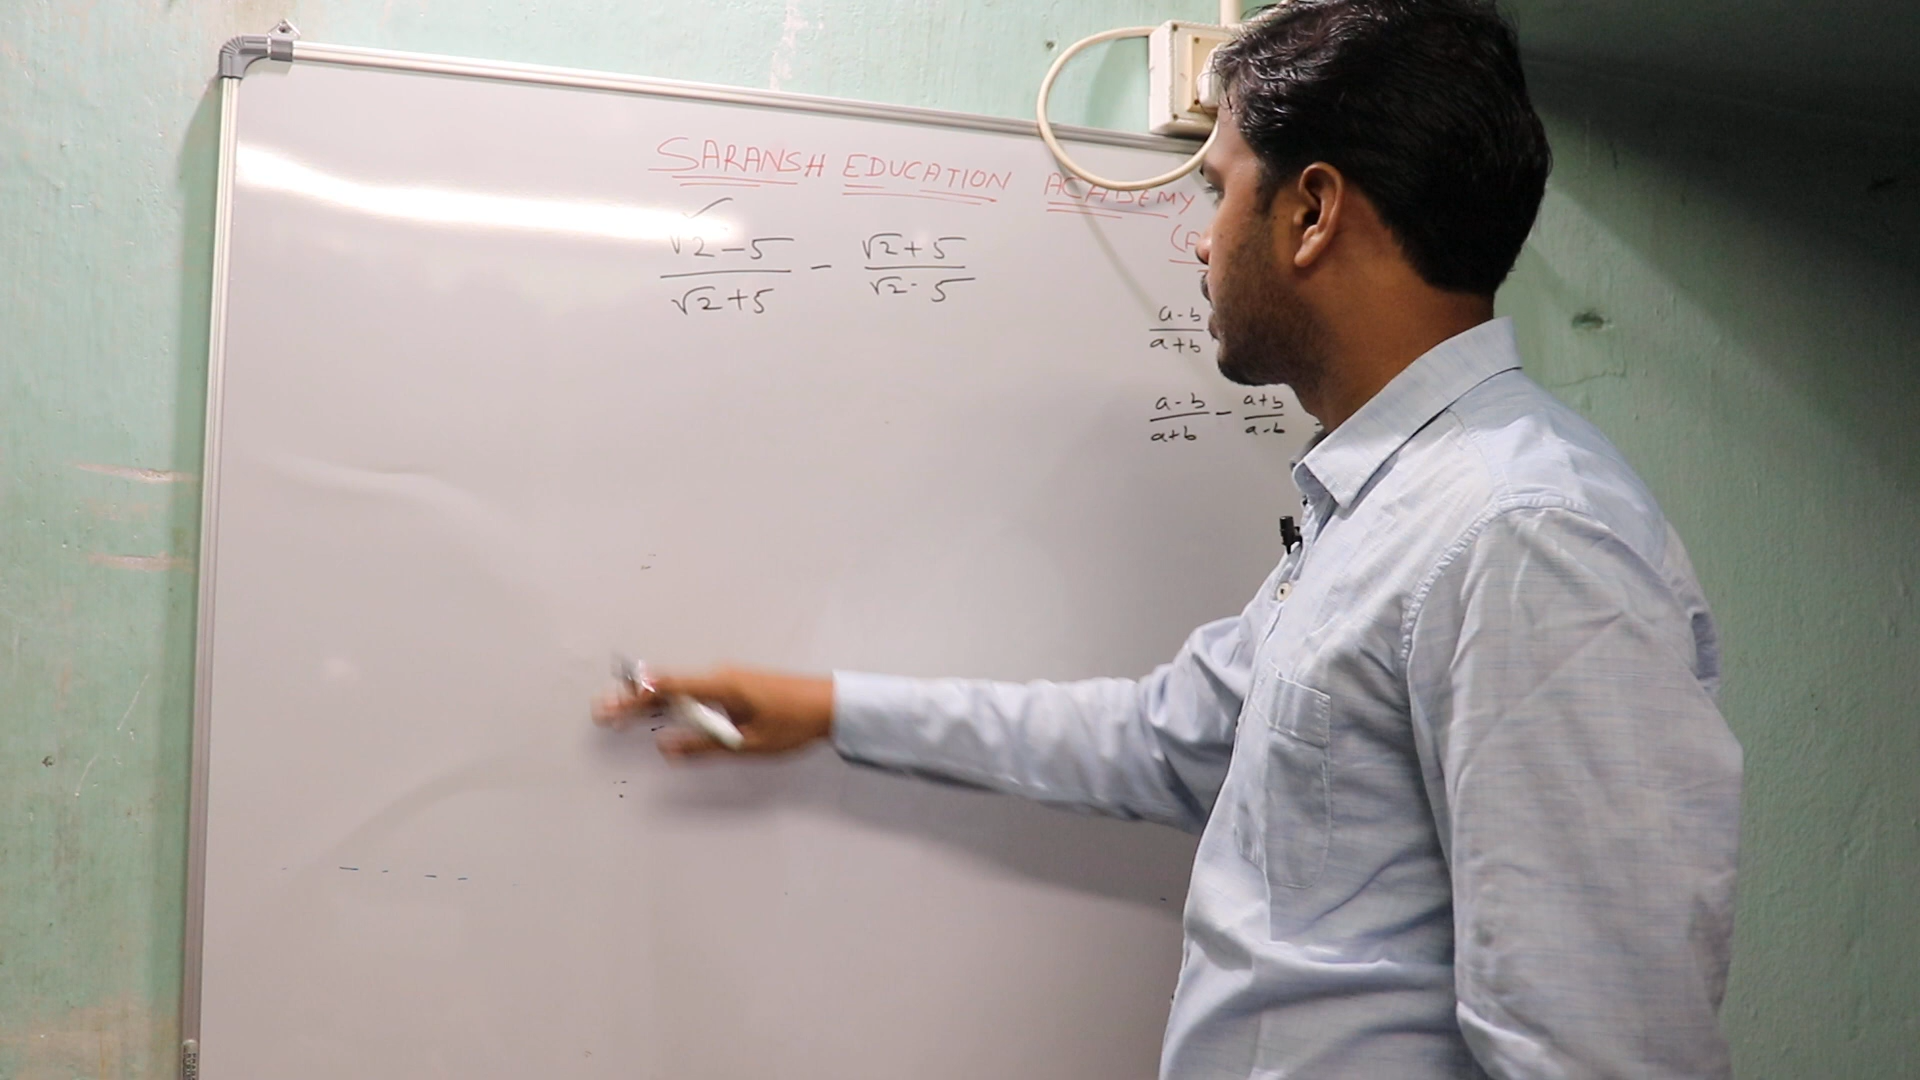 SARANSH EDUCATION ACADEMY
(A
√2-5 / √2+5 - √2+5 / √2-5
a-b / a+b
a-b / a+b - a+b / a-b